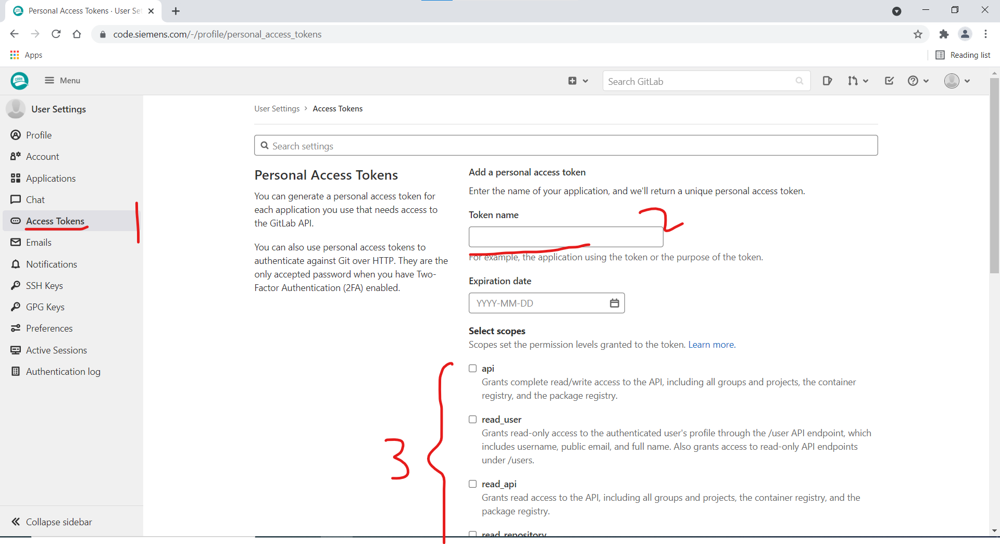 Personal Access Tokens · User Set
code.siemens.com/-/profile/personal_access_tokens
Apps
Reading list
CODE
Menu
Search GitLab
User Settings
Profile
Account
Applications
Chat
Access Tokens
Emails
Notifications
SSH Keys
GPG Keys
Preferences
Active Sessions
Authentication log
Collapse sidebar
1
User Settings > Access Tokens
Search settings
Personal Access Tokens
You can generate a personal access token for
each application you use that needs access to
the GitLab API.
You can also use personal access tokens to
authenticate against Git over HTTP. They are the
only accepted password when you have Two-
Factor Authentication (2FA) enabled.
Add a personal access token
Enter the name of your application, and we'll return a unique personal access token.
Token name
2
For example, the application using the token or the purpose of the token.
Expiration date
YYYY-MM-DD
Select scopes
Scopes set the permission levels granted to the token. Learn more.
3
api
Grants complete read/write access to the API, including all groups and projects, the container
registry, and the package registry.
read_user
Grants read-only access to the authenticated user's profile through the /user API endpoint, which
includes username, public email, and full name. Also grants access to read-only API endpoints
under /users.
read_api
Grants read access to the API, including all groups and projects, the container registry, and the
package registry.
read_repository